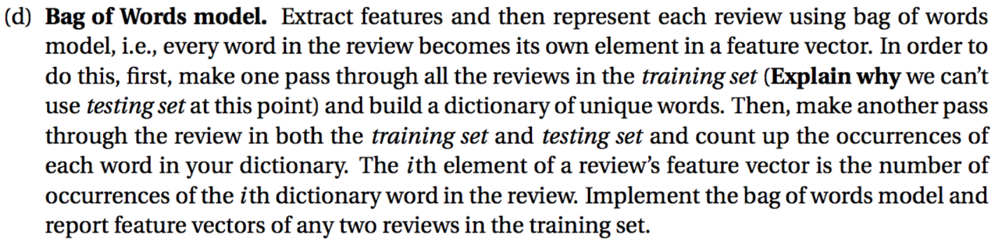 (d) Bag of Words model. Extract features and then represent each review using bag of words
model, i.e., every word in the review becomes its own element in a feature vector. In order to
do this, first, make one pass through all the reviews in the training set (Explain why we can't
use testing set at this point) and build a dictionary of unique words. Then, make another pass
through the review in both the training set and testing set and count up the occurrences of
each word in your dictionary. The ith element of a review's feature vector is the number of
occurrences of the ith dictionary word in the review. Implement the bag of words model and
report feature vectors of any two reviews in the training set.